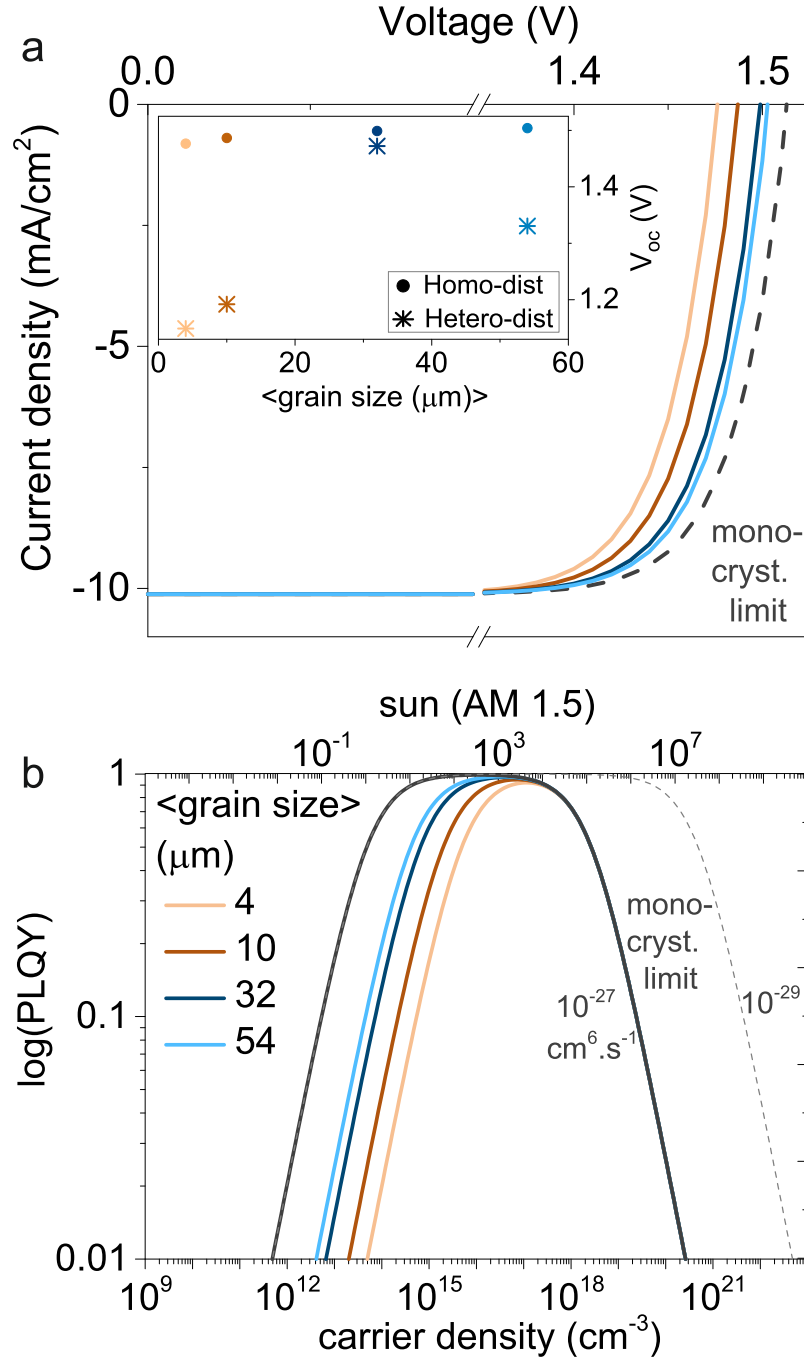 a
Voltage (V)
0.0 1.4 1.5
Current density (mA/cm²)
0
-5
-10
1.4
1.2
V_oc (V)
Homo-dist
Hetero-dist
0 20 40 60
<grain size (μm)>
mono-
cryst.
limit
b
sun (AM 1.5)
10⁻¹ 10³ 10⁷
log(PLQY)
1
0.1
0.01
<grain size>
(μm)
4
10
32
54
mono-
cryst.
limit
10⁻²⁷
cm⁶.s⁻¹
10⁻²⁹
10⁹ 10¹² 10¹⁵ 10¹⁸ 10²¹
carrier density (cm⁻³)